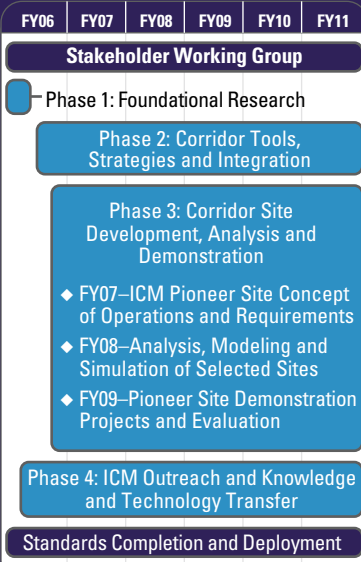 FY06 FY07 FY08 FY09 FY10 FY11
Stakeholder Working Group
Phase 1: Foundational Research
Phase 2: Corridor Tools,
Strategies and Integration
Phase 3: Corridor Site
Development, Analysis and
Demonstration
◆ FY07–ICM Pioneer Site Concept
of Operations and Requirements
◆ FY08–Analysis, Modeling and
Simulation of Selected Sites
◆ FY09–Pioneer Site Demonstration
Projects and Evaluation
Phase 4: ICM Outreach and Knowledge
and Technology Transfer
Standards Completion and Deployment